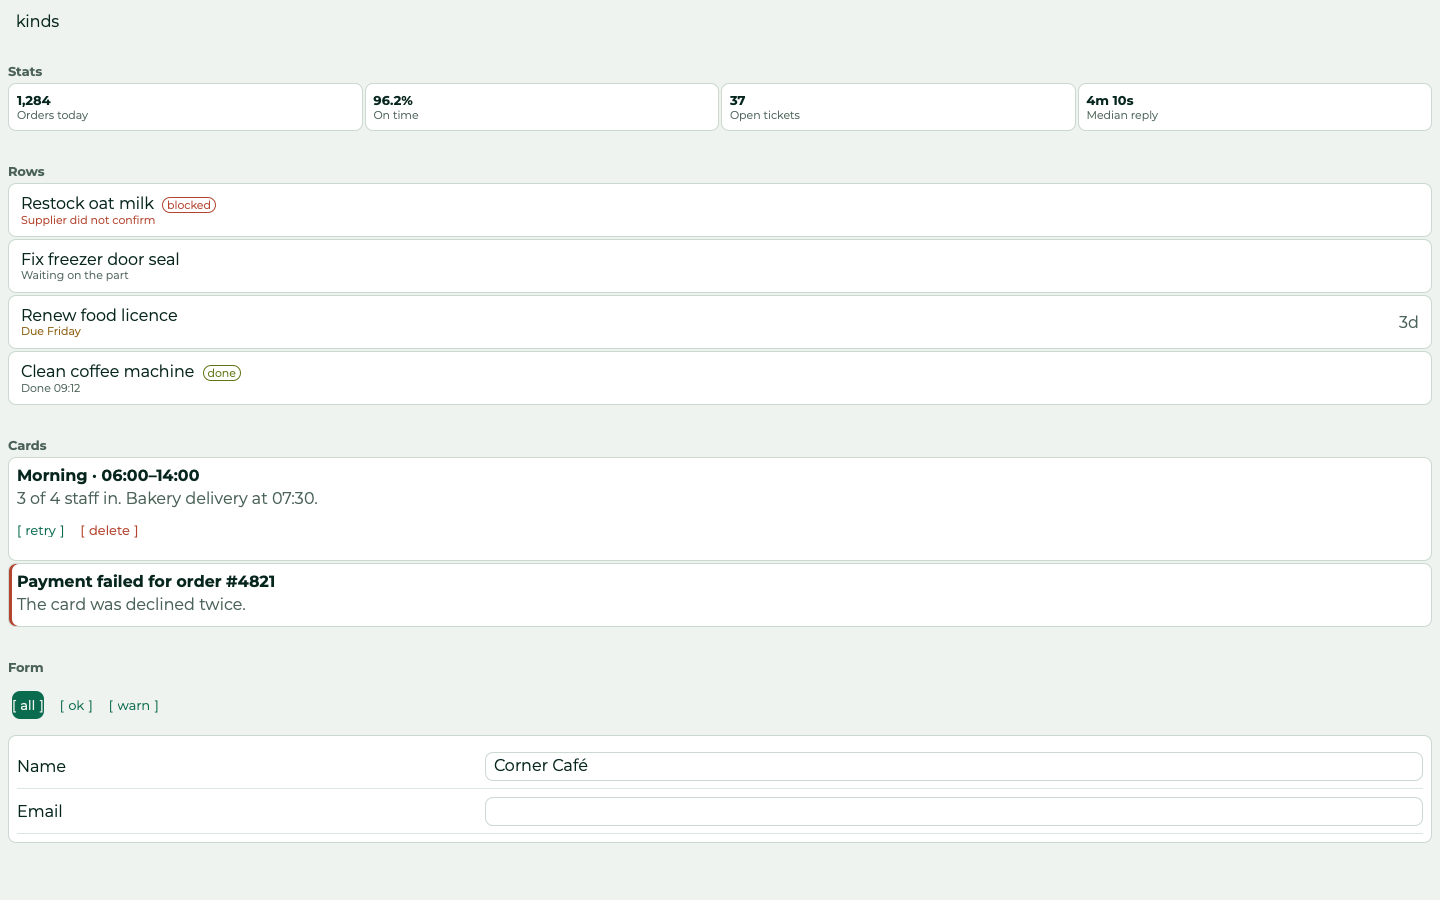 kinds
Stats
1,284
Orders today
96.2%
On time
37
Open tickets
4m 10s
Median reply
Rows
Restock oat milk blocked
Supplier did not confirm
Fix freezer door seal
Waiting on the part
Renew food licence
Due Friday
3d
Clean coffee machine done
Done 09:12
Cards
Morning · 06:00–14:00
3 of 4 staff in. Bakery delivery at 07:30.
[ retry ] [ delete ]
Payment failed for order #4821
The card was declined twice.
Form
[ all ] [ ok ] [ warn ]
Name Corner Café
Email